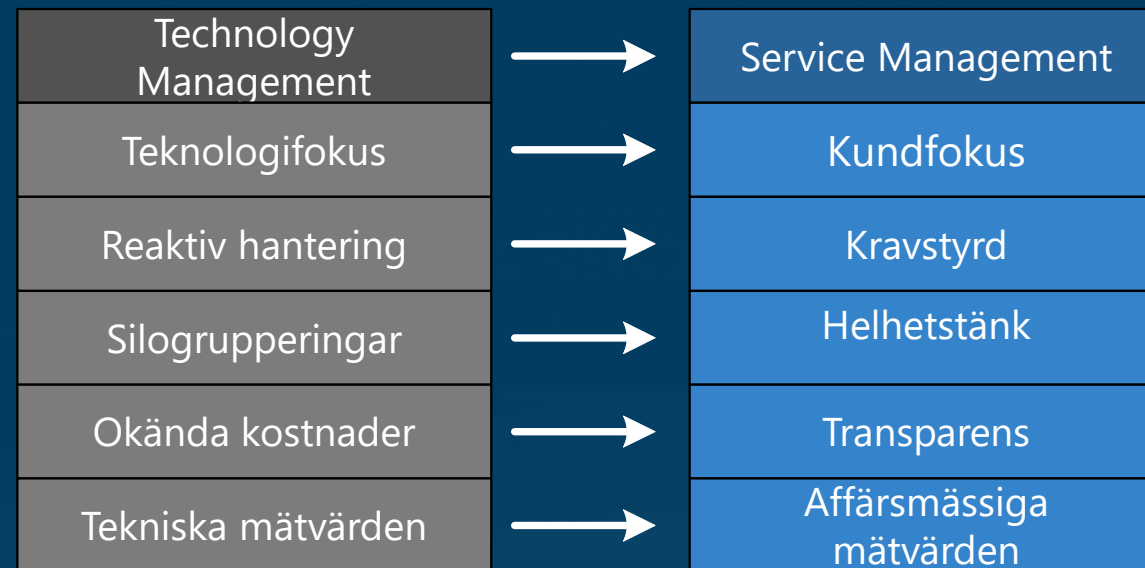 Technology
Management
Service Management
Teknologifokus
Kundfokus
Reaktiv hantering
Kravstyrd
Silogrupperingar
Helhetstänk
Okända kostnader
Transparens
Tekniska mätvärden
Affärsmässiga
mätvärden